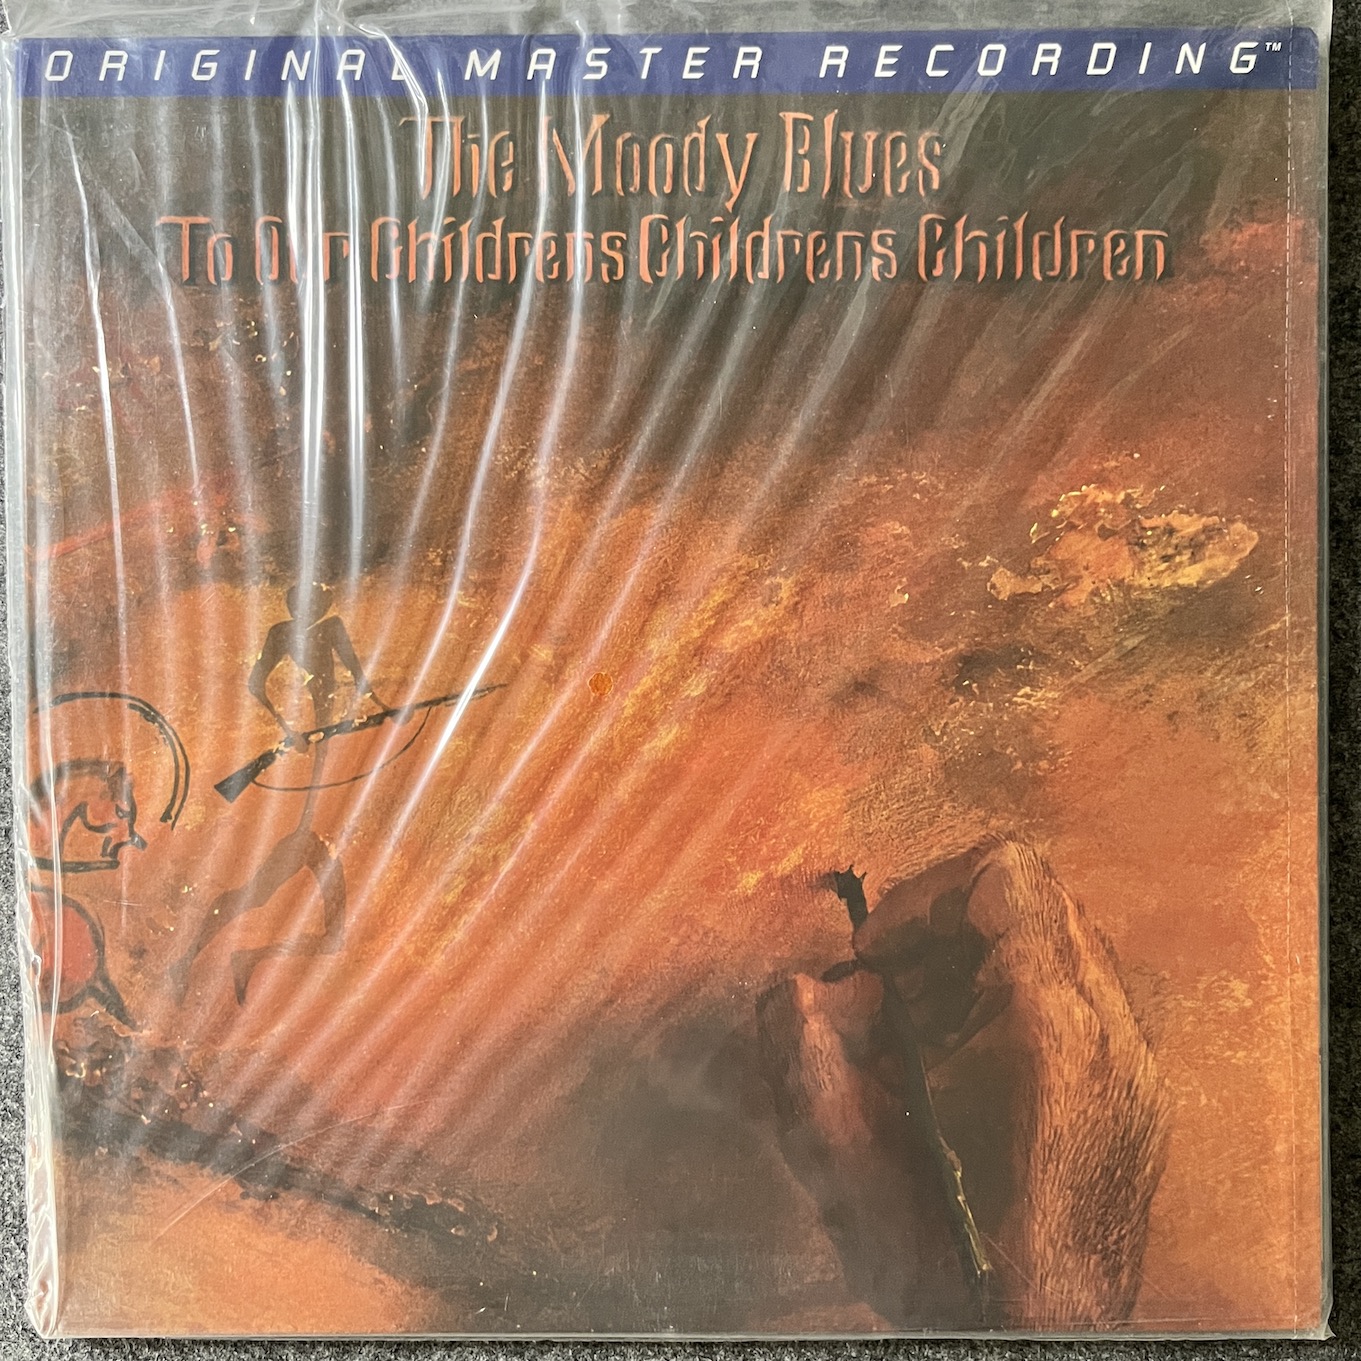 ORIGINAL MASTER RECORDING™
The Moody Blues
To Our Childrens Childrens Children